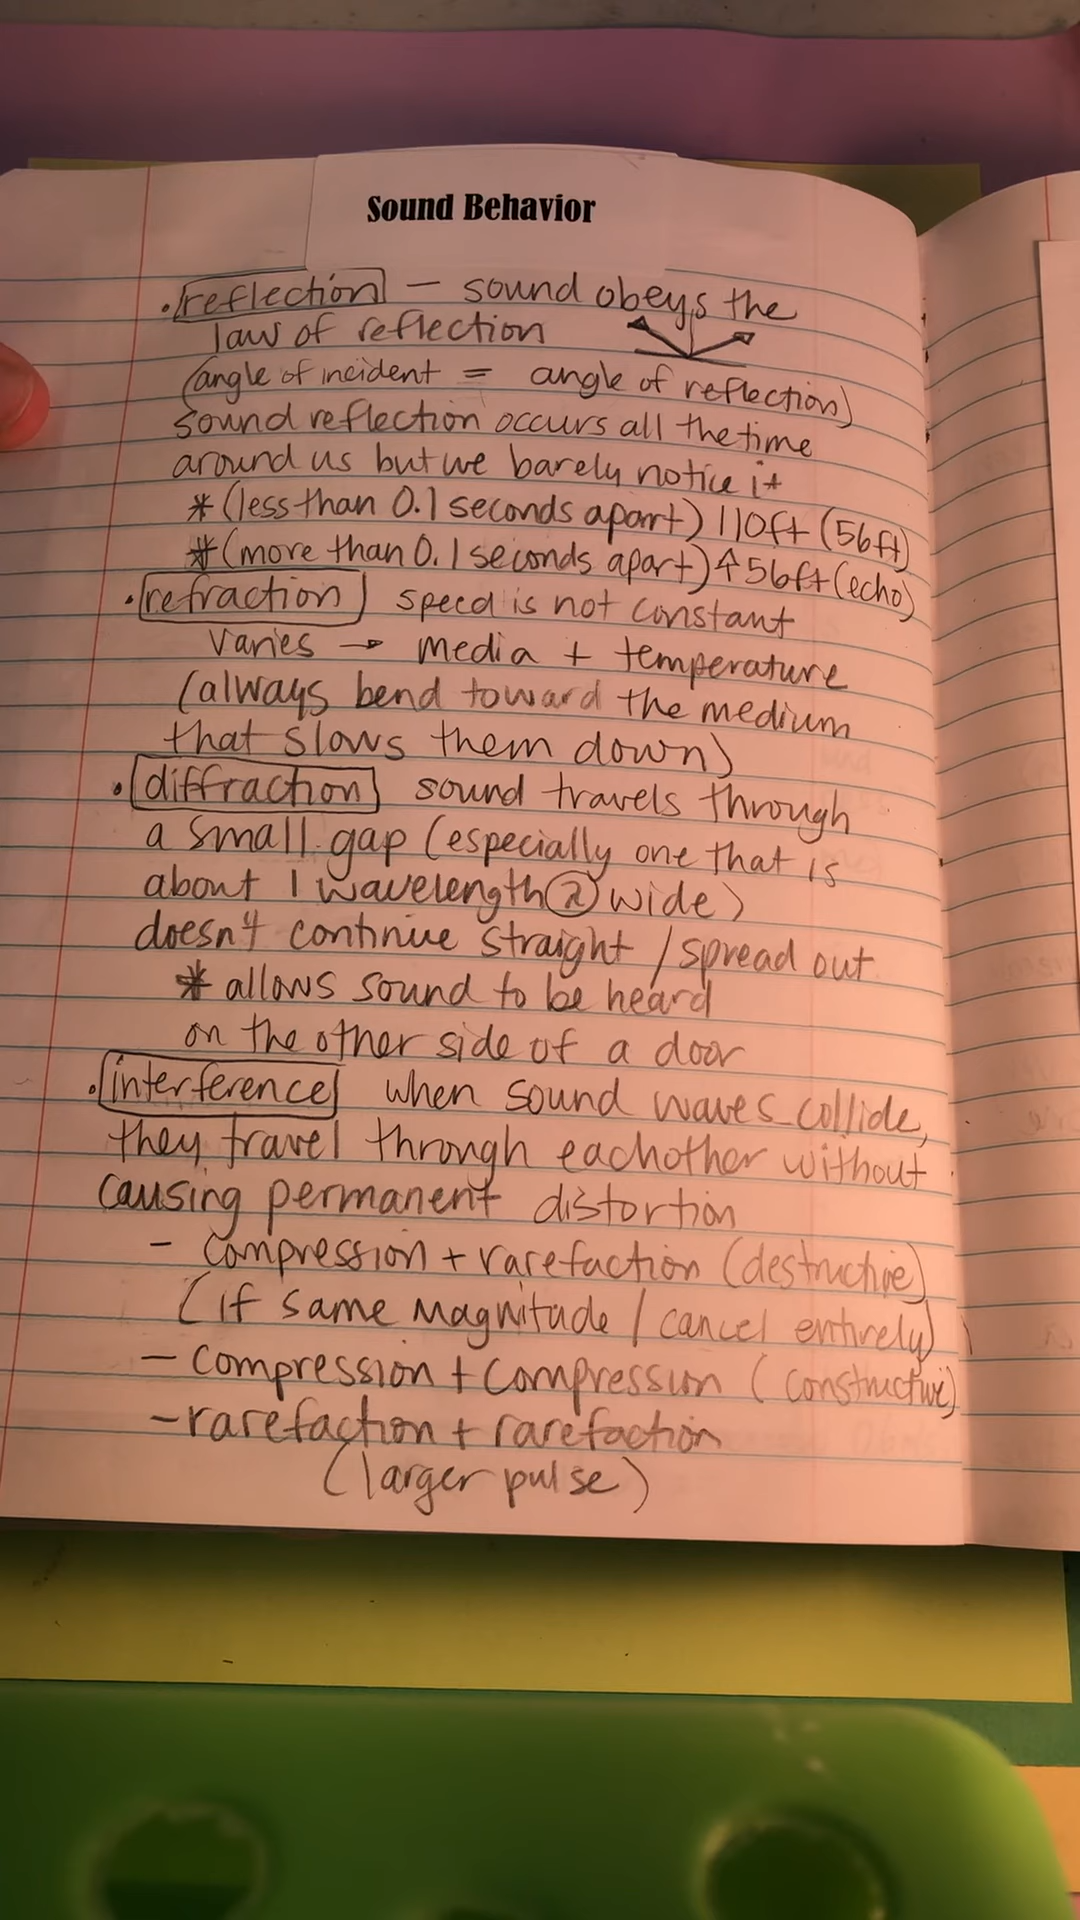 Sound Behavior
• reflection — sound obeys the
law of reflection
(angle of incident = angle of reflection)
sound reflection occurs all the time
around us but we barely notice it
* (less than 0.1 seconds apart) 110ft (56ft)
* (more than 0.1 seconds apart) ↑ 56ft (echo)
• refraction speed is not constant
varies → media + temperature
(always bend toward the medium
that slows them down)
• diffraction sound travels through
a small gap (especially one that is
about 1 wavelength λ wide)
doesn't continue straight / spread out
* allows sound to be heard
on the other side of a door
• interference when sound waves collide,
they travel through eachother without
causing permanent distortion
- compression + rarefaction (destructive)
(if same magnitude / cancel entirely)
- compression + compression (constructive)
- rarefaction + rarefaction
(larger pulse)